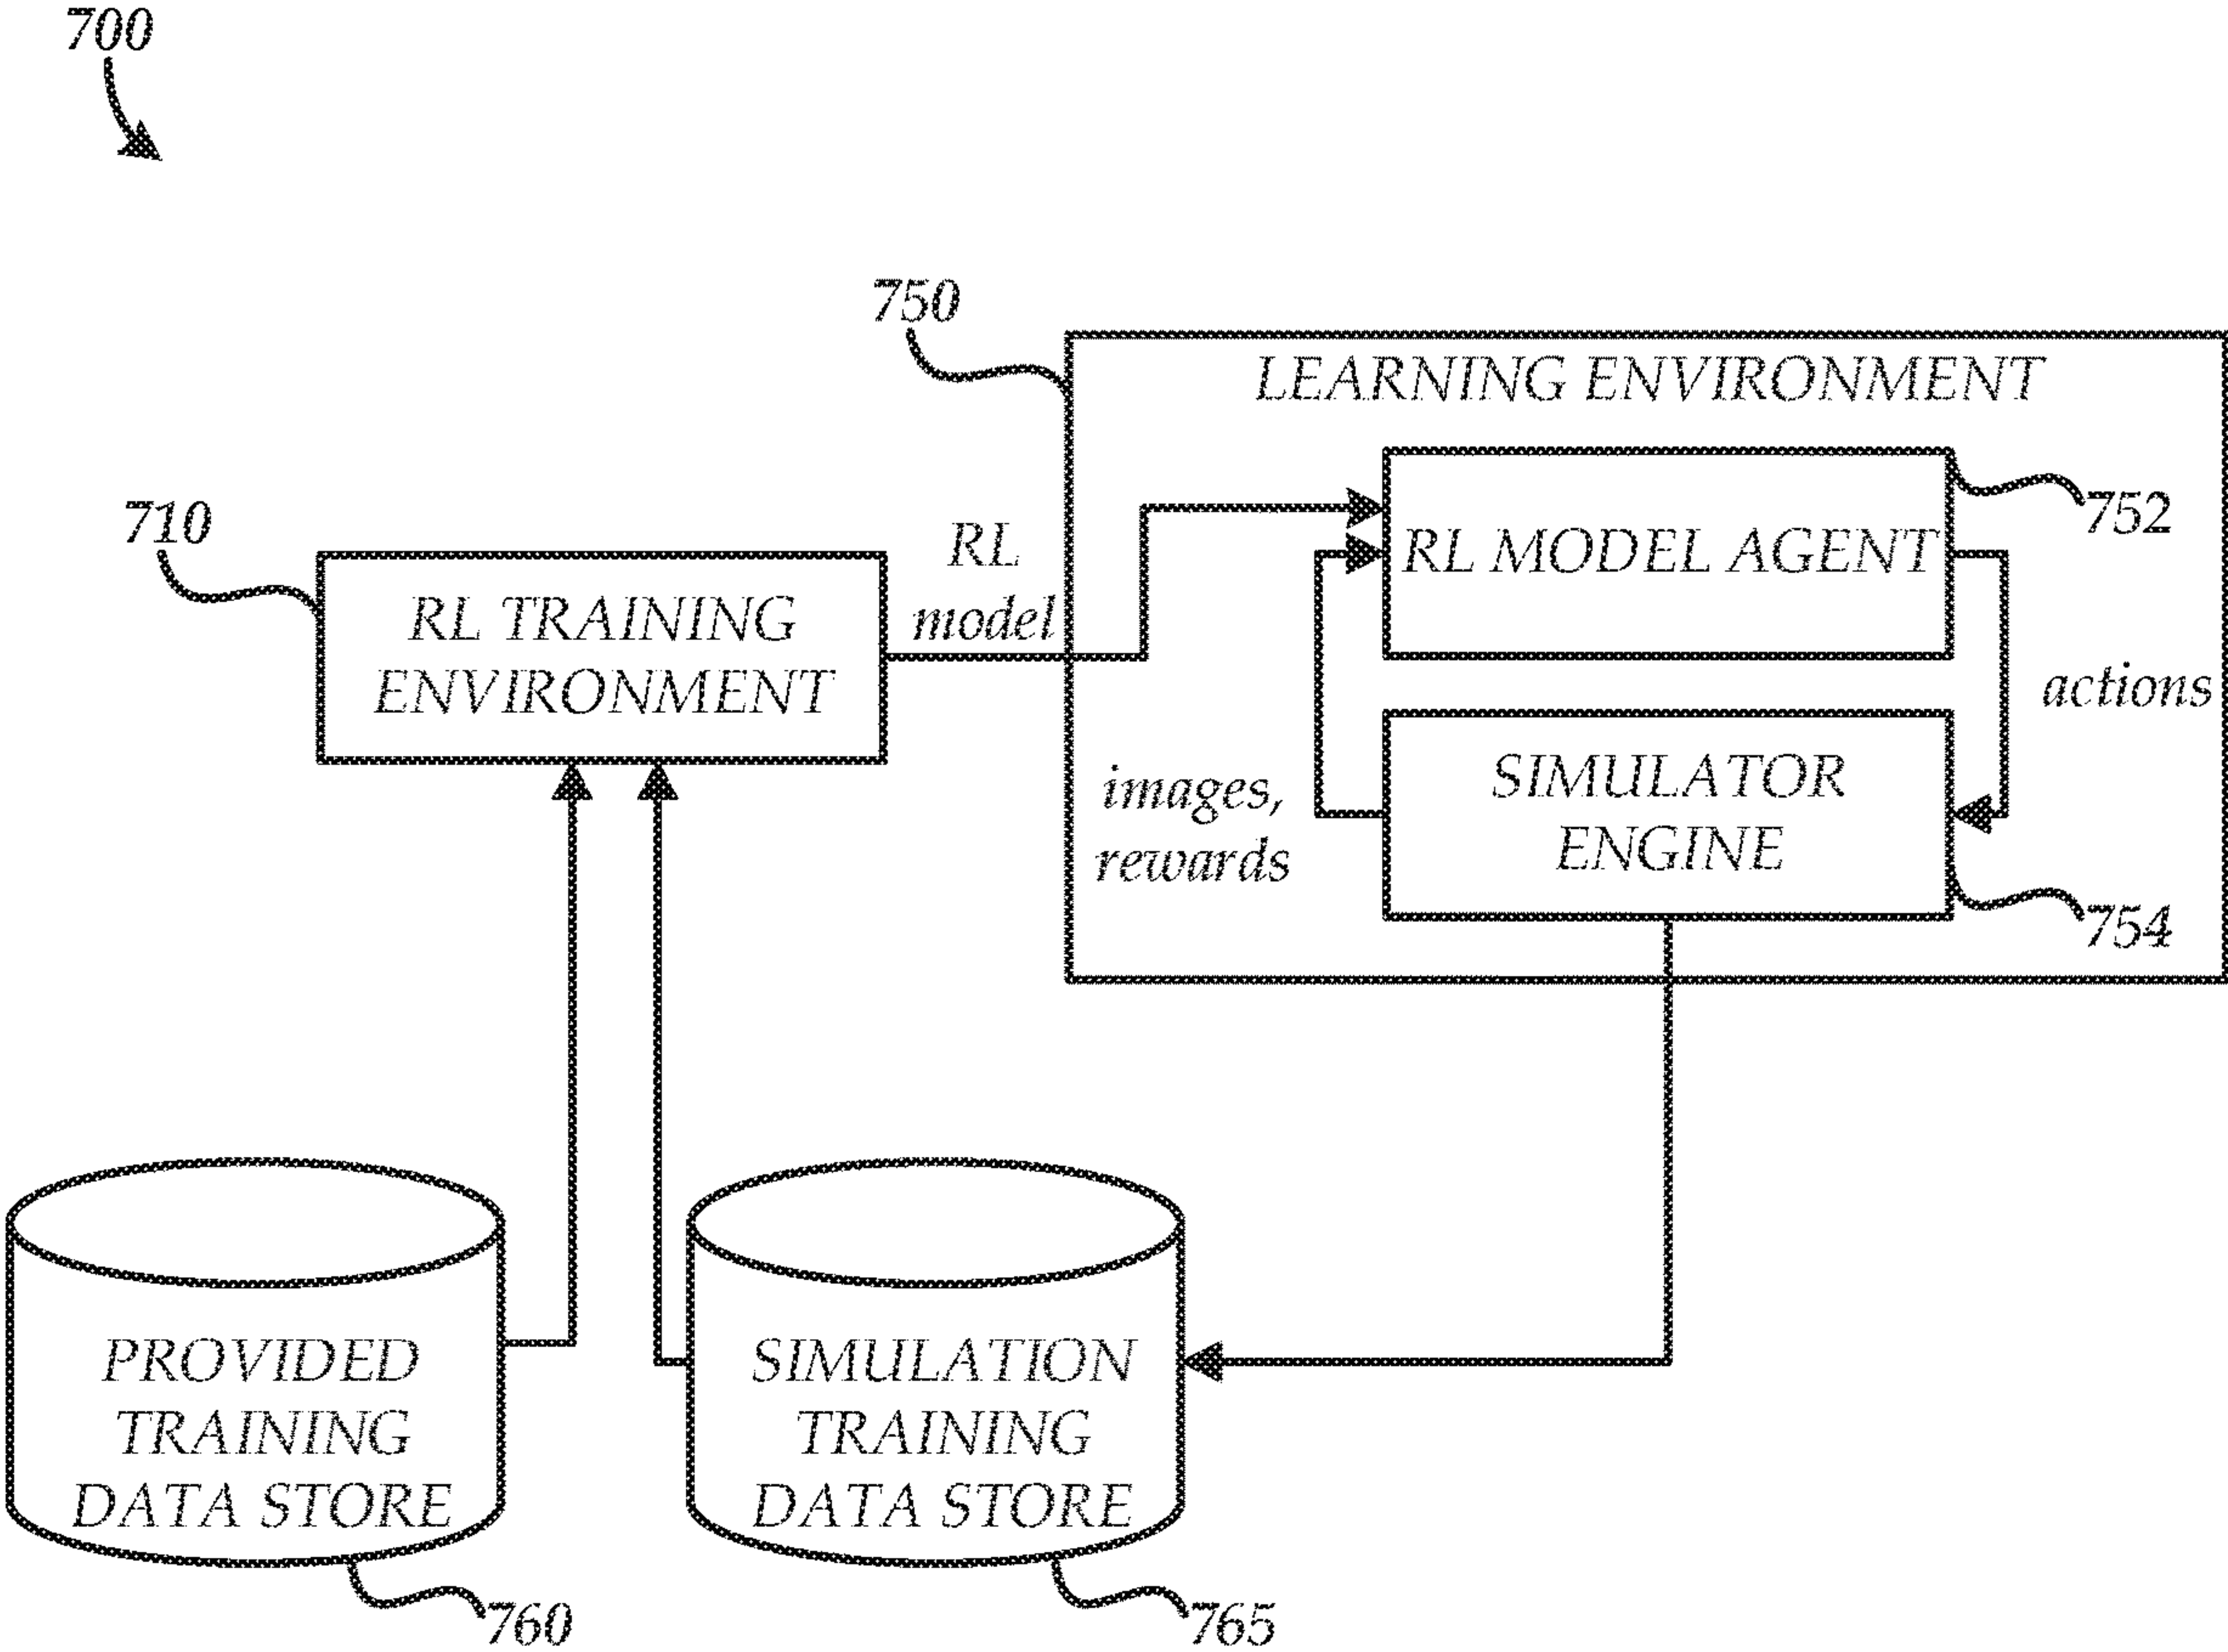 700
750
LEARNING ENVIRONMENT
710
RL
model
RL MODEL AGENT
752
RL TRAINING
ENVIRONMENT
actions
images,
rewards
SIMULATOR
ENGINE
754
PROVIDED
TRAINING
DATA STORE
SIMULATION
TRAINING
DATA STORE
760
765